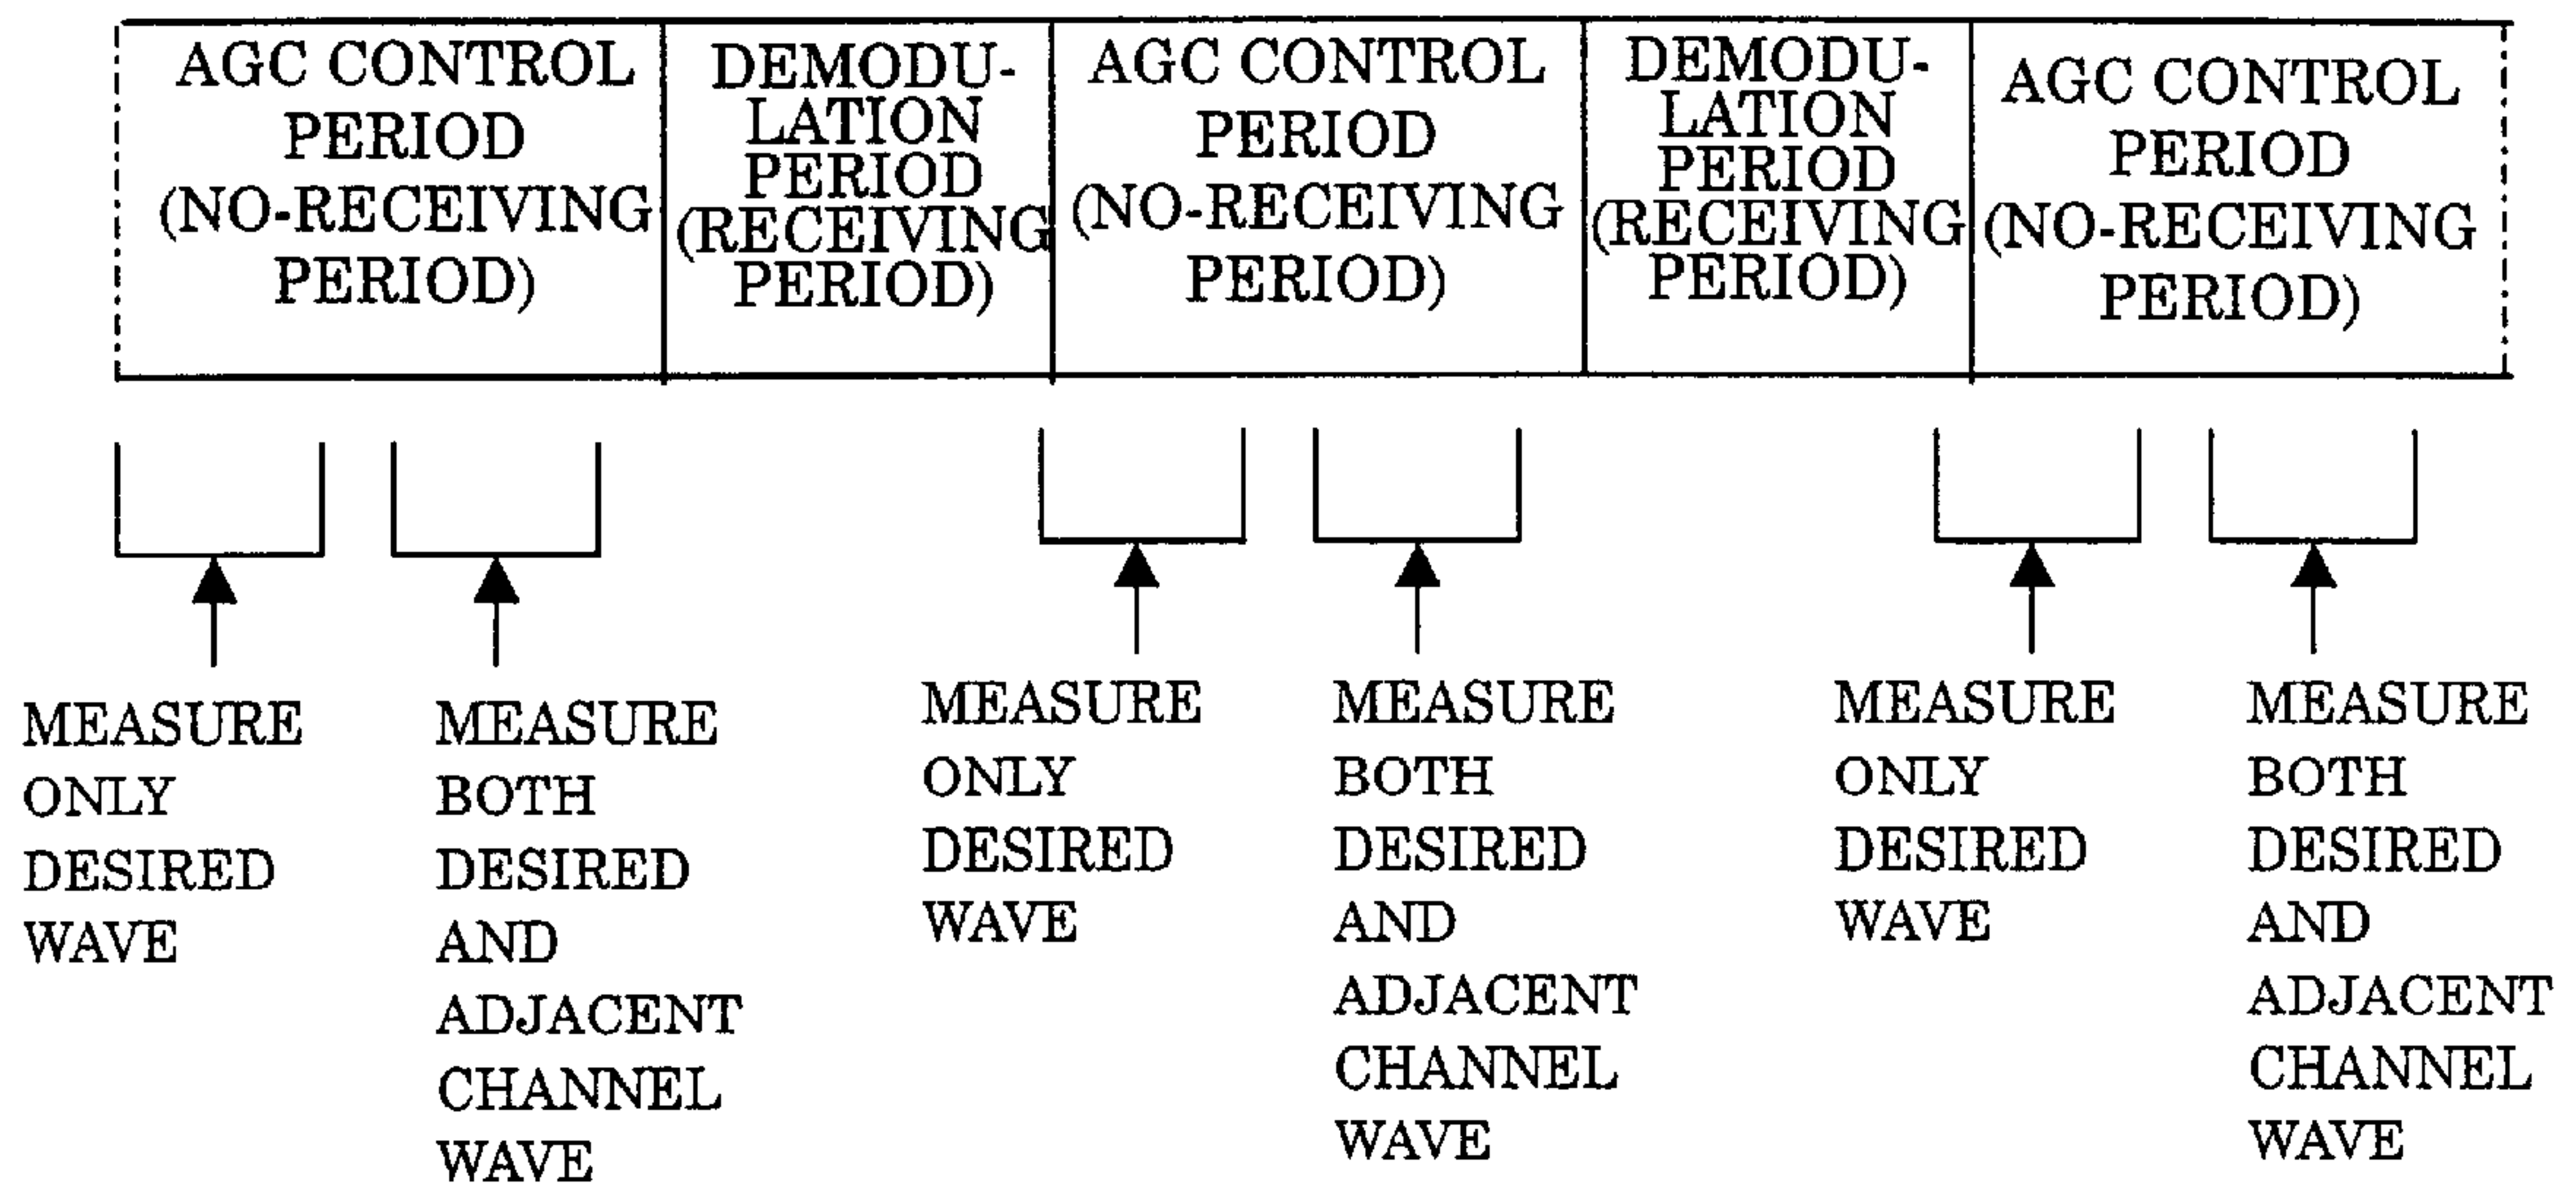 AGC CONTROL
PERIOD
(NO-RECEIVING
PERIOD)
DEMODU-
LATION
PERIOD
(RECEIVING
PERIOD)
AGC CONTROL
PERIOD
(NO-RECEIVING
PERIOD)
DEMODU-
LATION
PERIOD
(RECEIVING
PERIOD)
AGC CONTROL
PERIOD
(NO-RECEIVING
PERIOD)
MEASURE
ONLY
DESIRED
WAVE
MEASURE
BOTH
DESIRED
AND
ADJACENT
CHANNEL
WAVE
MEASURE
ONLY
DESIRED
WAVE
MEASURE
BOTH
DESIRED
AND
ADJACENT
CHANNEL
WAVE
MEASURE
ONLY
DESIRED
WAVE
MEASURE
BOTH
DESIRED
AND
ADJACENT
CHANNEL
WAVE